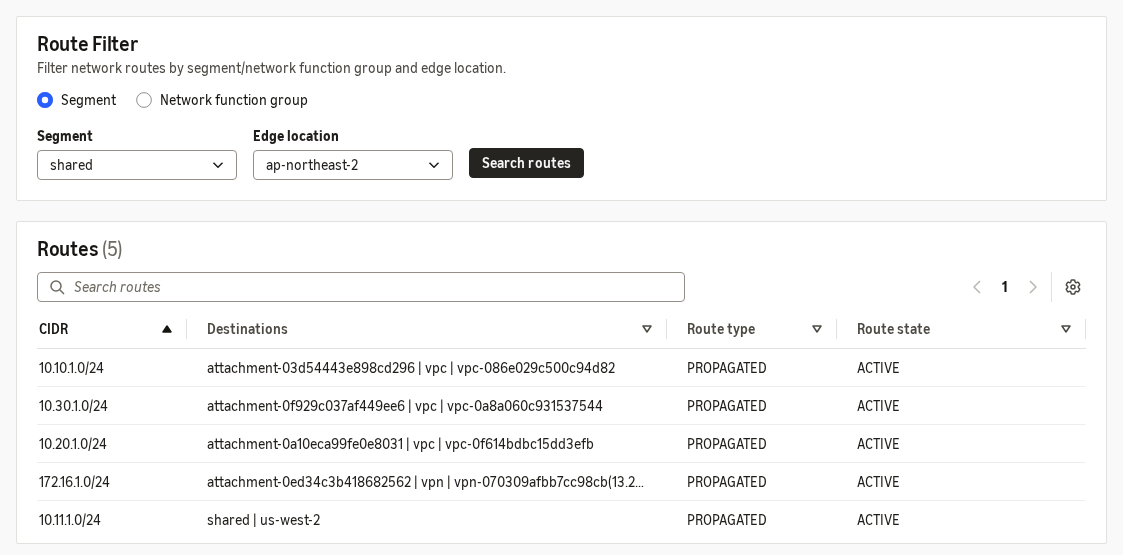 Route Filter
Filter network routes by segment/network function group and edge location.
Segment Network function group
Segment Edge location
shared ap-northeast-2 Search routes
Routes (5)
Search routes 1
CIDR Destinations Route type Route state
10.10.1.0/24 attachment-03d54443e898cd296 | vpc | vpc-086e029c500c94d82 PROPAGATED ACTIVE
10.30.1.0/24 attachment-0f929c037af449ee6 | vpc | vpc-0a8a060c931537544 PROPAGATED ACTIVE
10.20.1.0/24 attachment-0a10eca99fe0e8031 | vpc | vpc-0f614bdbc15dd3efb PROPAGATED ACTIVE
172.16.1.0/24 attachment-0ed34c3b418682562 | vpn | vpn-070309afbb7cc98cb(13.2... PROPAGATED ACTIVE
10.11.1.0/24 shared | us-west-2 PROPAGATED ACTIVE